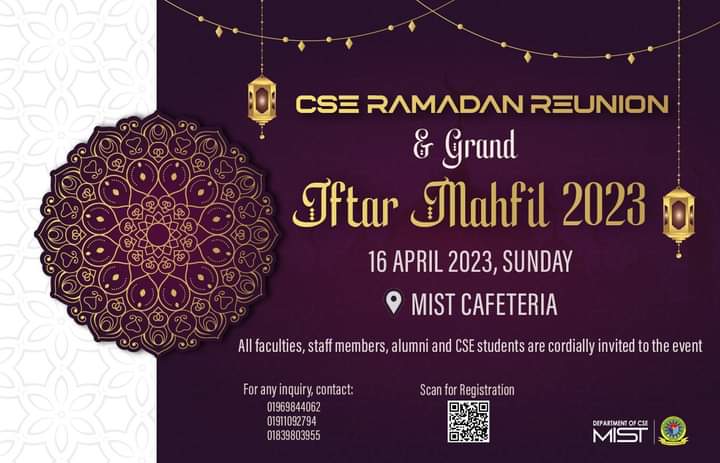 CSE RAMADAN REUNION
& Grand
Iftar Mahfil 2023
16 APRIL 2023, SUNDAY
MIST CAFETERIA
All faculties, staff members, alumni and CSE students are cordially invited to the event
For any inquiry, contact:
01969844062
01911092794
01839803955
Scan for Registration
DEPARTMENT OF CSE
MIST